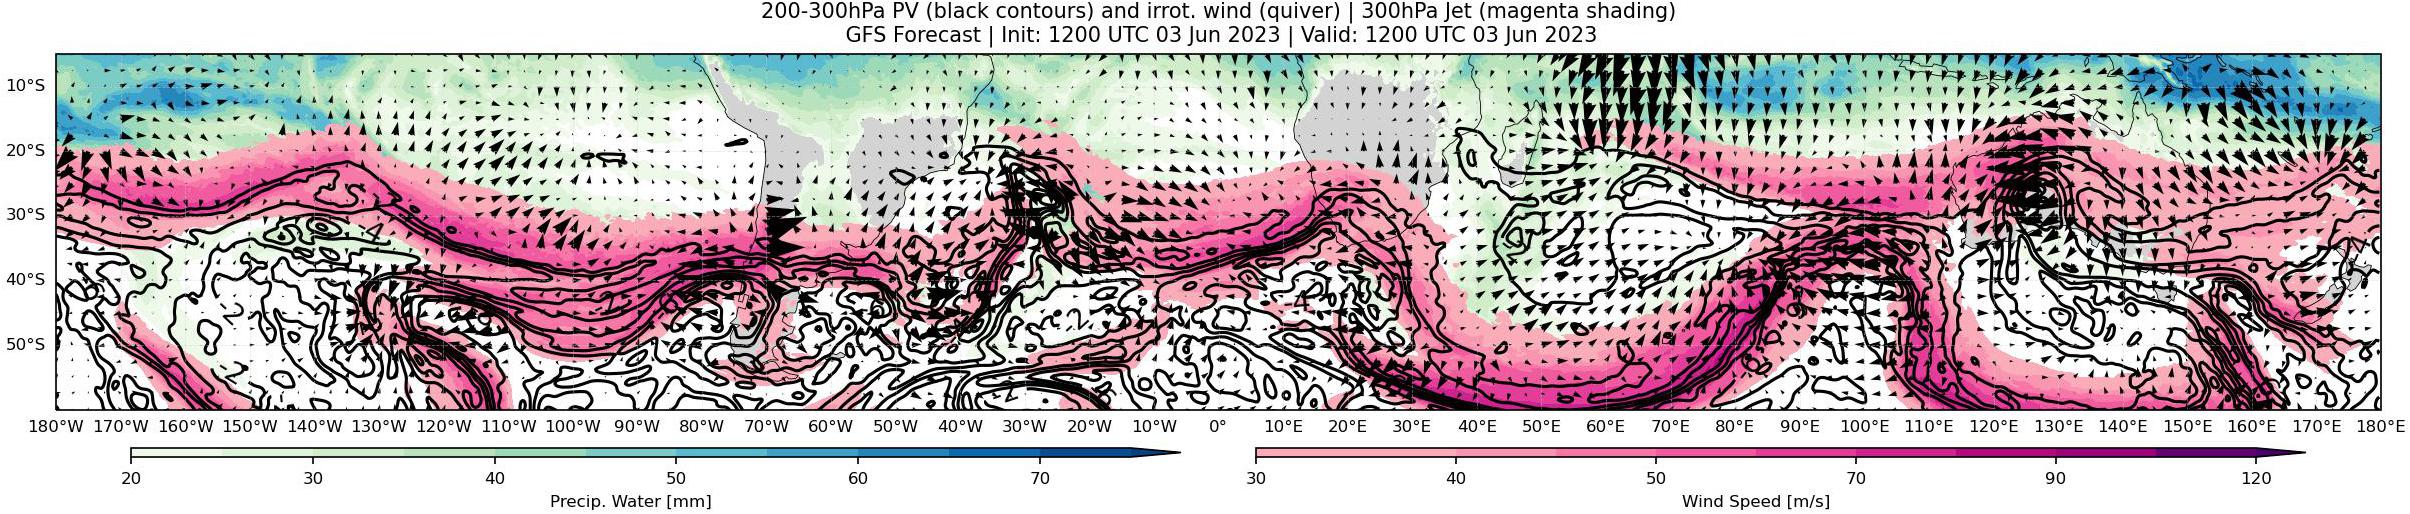 200-300hPa PV (black contours) and irrot. wind (quiver) | 300hPa Jet (magenta shading)
GFS Forecast | Init: 1200 UTC 03 Jun 2023 | Valid: 1200 UTC 03 Jun 2023
10°S
20°S
30°S
40°S
50°S
180°W 170°W 160°W 150°W 140°W 130°W 120°W 110°W 100°W 90°W 80°W 70°W 60°W 50°W 40°W 30°W 20°W 10°W 0° 10°E 20°E 30°E 40°E 50°E 60°E 70°E 80°E 90°E 100°E 110°E 120°E 130°E 140°E 150°E 160°E 170°E 180°E
20 30 40 50 60 70
Precip. Water [mm]
30 40 50 70 90 120
Wind Speed [m/s]